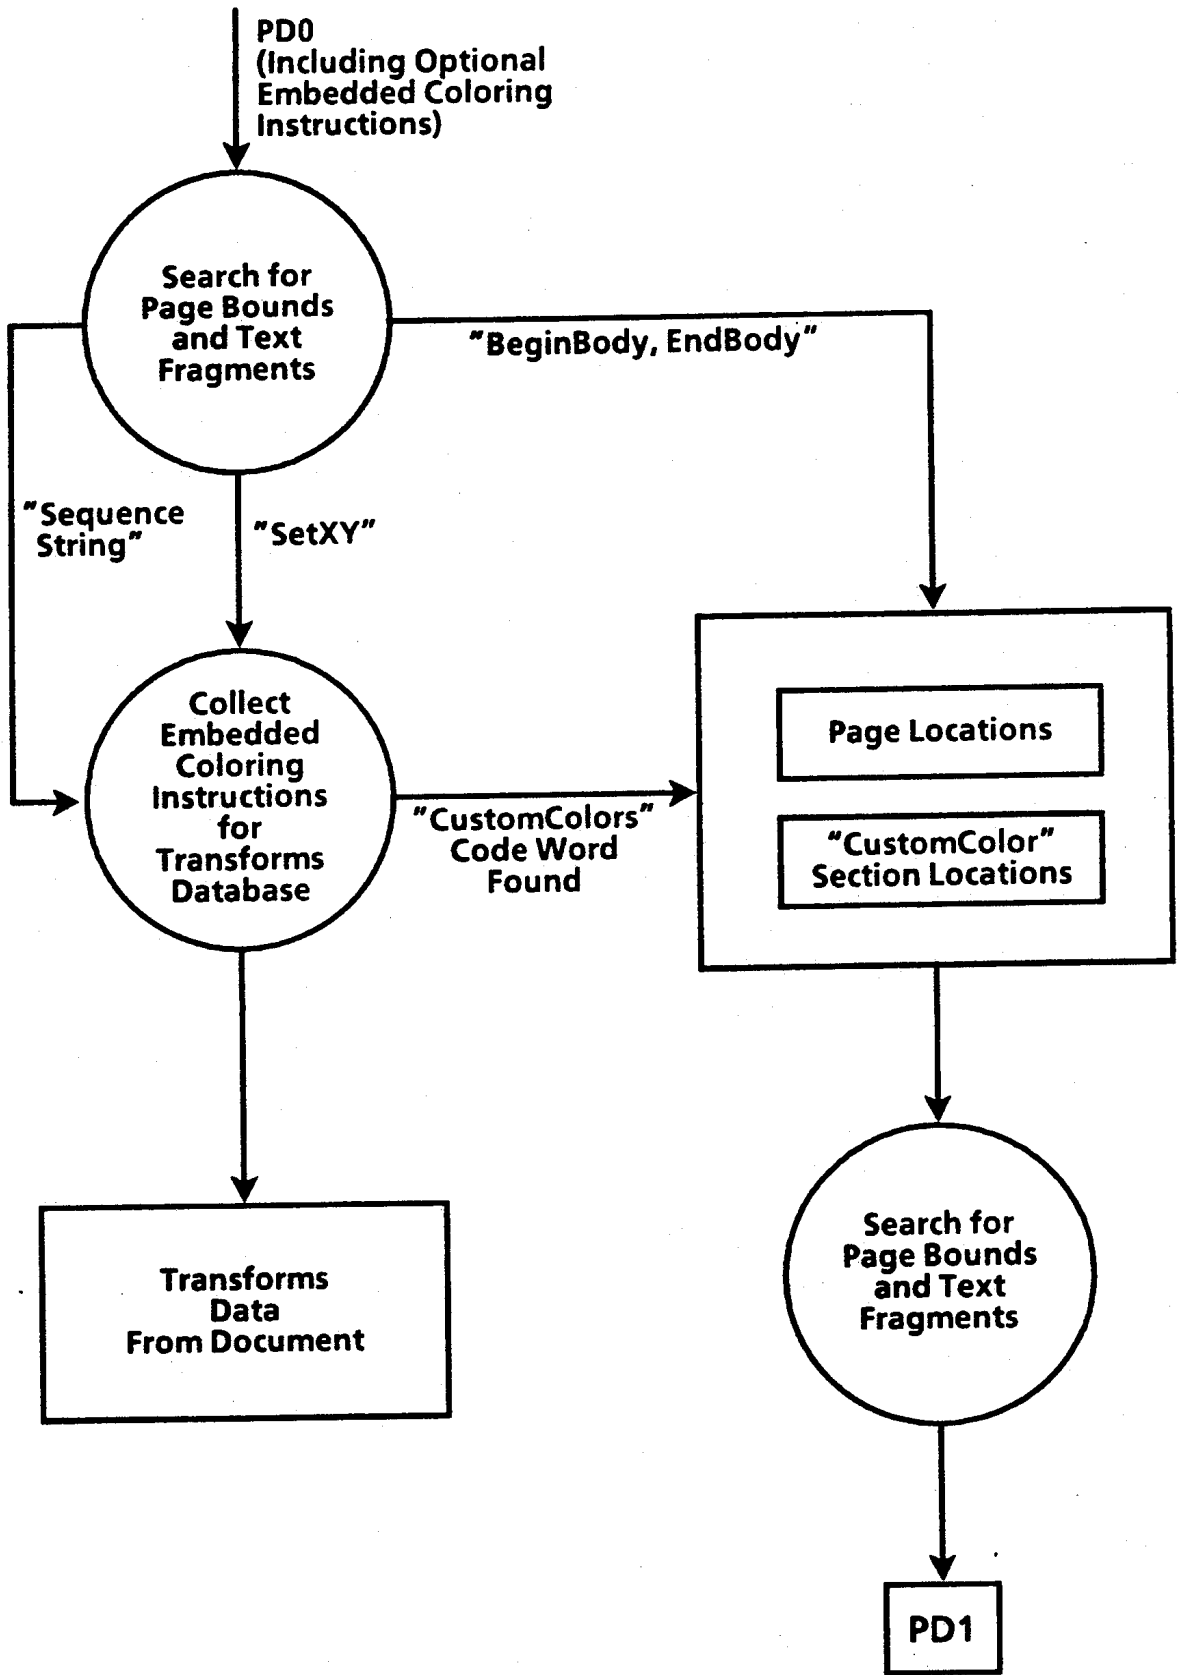 PD0
(Including Optional
Embedded Coloring
Instructions)
Search for
Page Bounds
and Text
Fragments
"BeginBody, EndBody"
"Sequence
String"
"SetXY"
Collect
Embedded
Coloring
Instructions
for
Transforms
Database
"CustomColors"
Code Word
Found
Page Locations
"CustomColor"
Section Locations
Transforms
Data
From Document
Search for
Page Bounds
and Text
Fragments
PD1